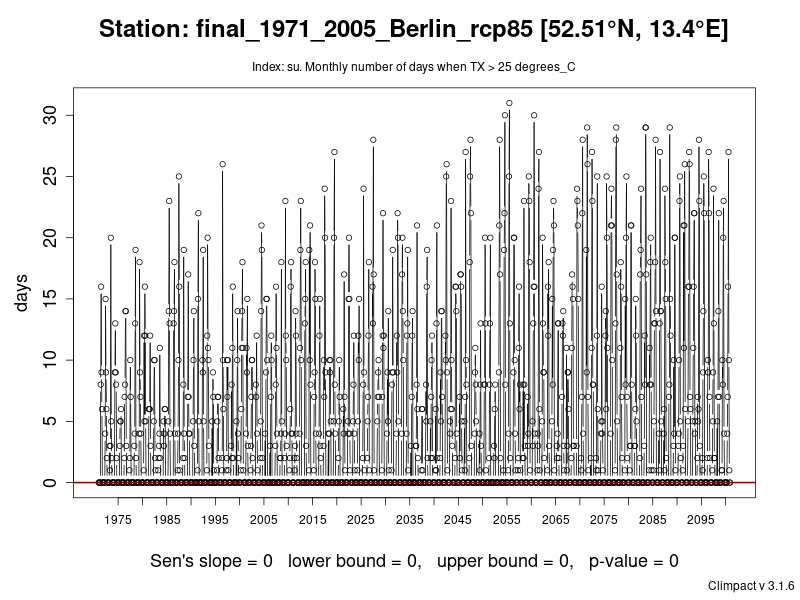 Station: final_1971_2005_Berlin_rcp85 [52.51°N, 13.4°E]
Index: su. Monthly number of days when TX > 25 degrees_C
days
30
25
20
15
10
5
0
1975 1985 1995 2005 2015 2025 2035 2045 2055 2065 2075 2085 2095
Sen's slope = 0 lower bound = 0, upper bound = 0, p-value = 0
Climpact v 3.1.6